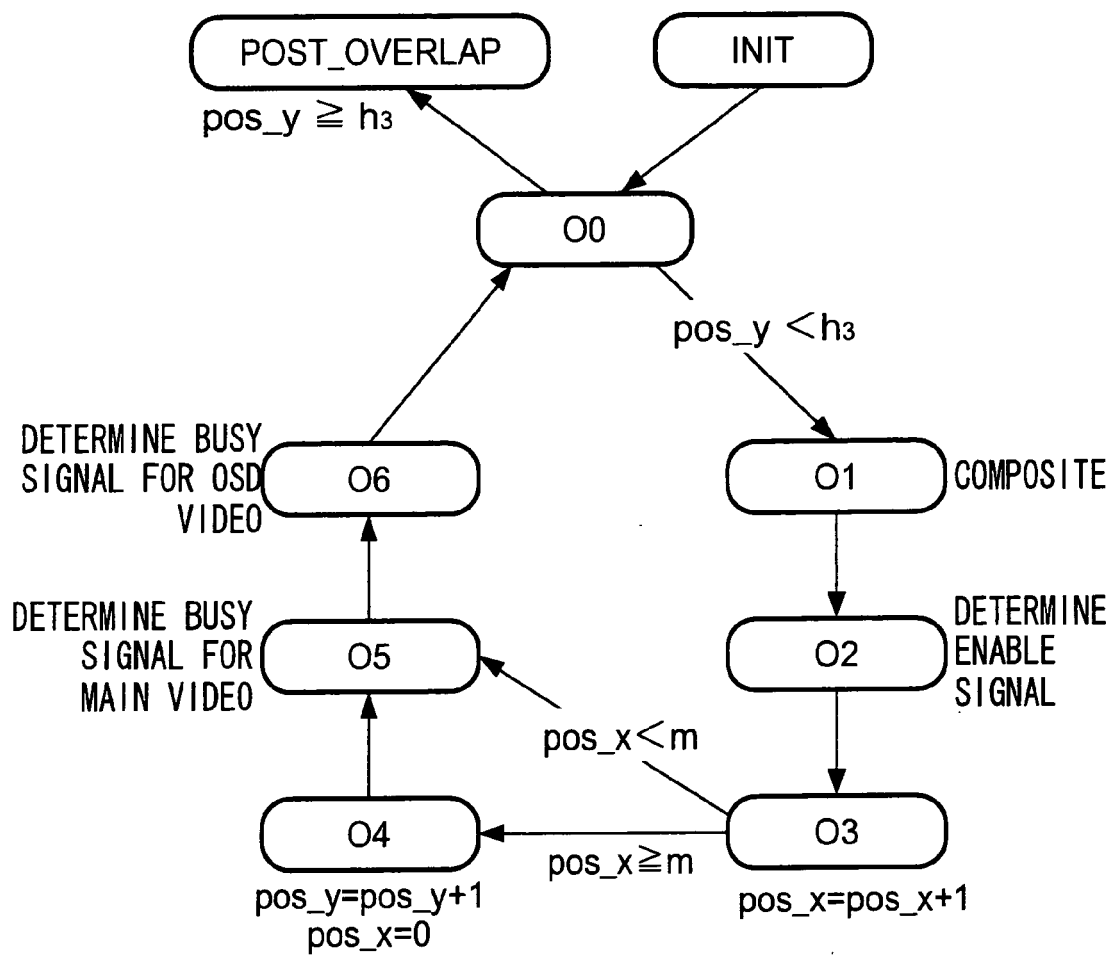 POST_OVERLAP
INIT
pos_y ≧ h3
O0
pos_y <h3
DETERMINE BUSY
SIGNAL FOR OSD
VIDEO
O6
O1
COMPOSITE
DETERMINE BUSY
SIGNAL FOR
MAIN VIDEO
O5
O2
DETERMINE
ENABLE
SIGNAL
pos_x<m
O4
pos_x≧m
O3
pos_y=pos_y+1
pos_x=0
pos_x=pos_x+1